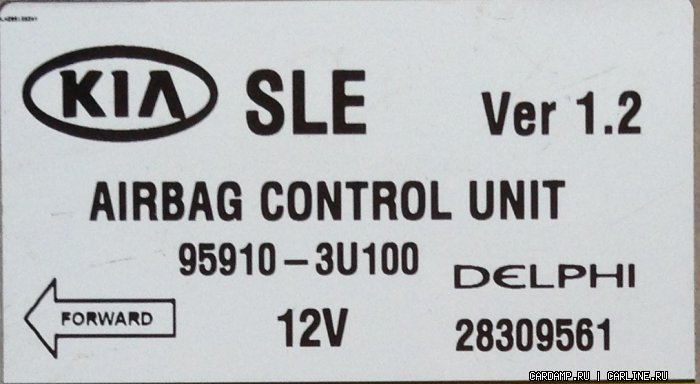 KIA SLE Ver 1.2
AIRBAG CONTROL UNIT
95910-3U100
DELPHI
FORWARD
12V
28309561
CARDAMP.RU | CARLINE.RU